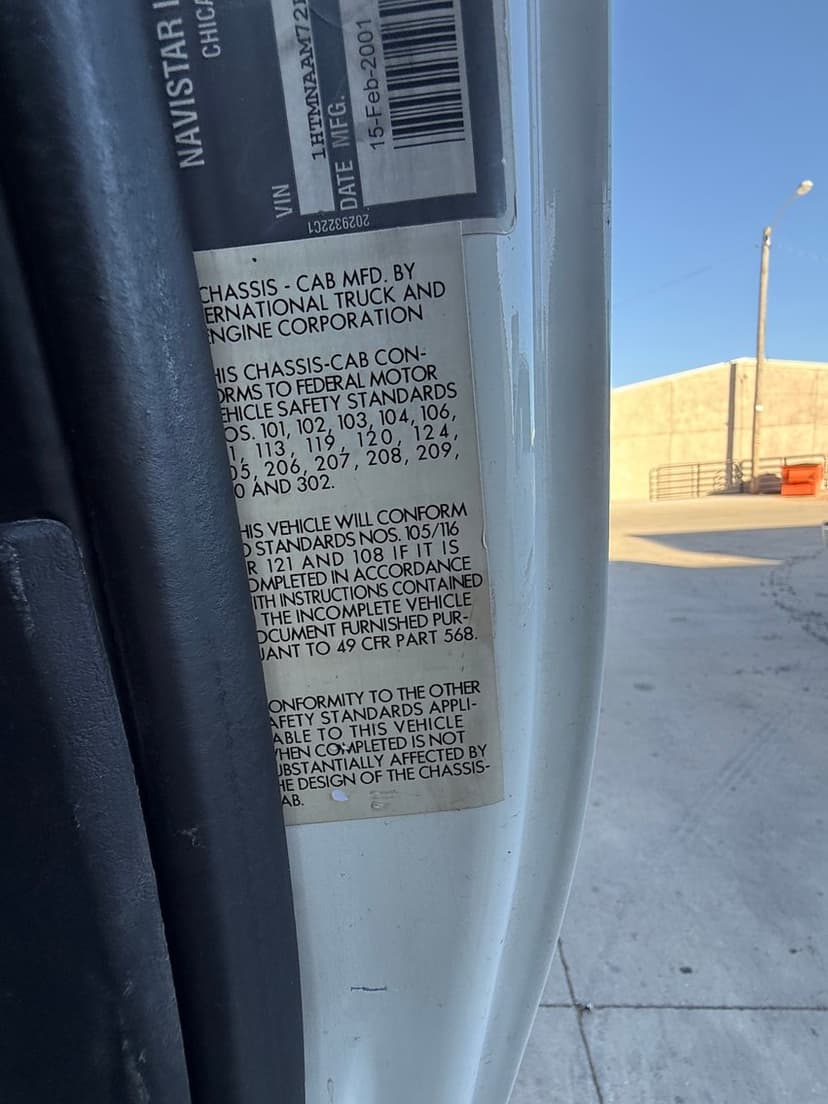 NAVISTAR I
CHICA
VIN
1HTMNAAM72
DATE MFG.
15-Feb-2001
2029322C1
CHASSIS - CAB MFD. BY
ERNATIONAL TRUCK AND
NGINE CORPORATION
HIS CHASSIS-CAB CON-
ORMS TO FEDERAL MOTOR
EHICLE SAFETY STANDARDS
OS. 101, 102, 103, 104, 106,
1, 113, 119, 120, 124,
05, 206, 207, 208, 209,
0 AND 302.
HIS VEHICLE WILL CONFORM
O STANDARDS NOS. 105/116
R 121 AND 108 IF IT IS
OMPLETED IN ACCORDANCE
ITH INSTRUCTIONS CONTAINED
THE INCOMPLETE VEHICLE
OCUMENT FURNISHED PUR-
UANT TO 49 CFR PART 568.
ONFORMITY TO THE OTHER
AFETY STANDARDS APPLI-
ABLE TO THIS VEHICLE
HEN COMPLETED IS NOT
UBSTANTIALLY AFFECTED BY
HE DESIGN OF THE CHASSIS-
AB.